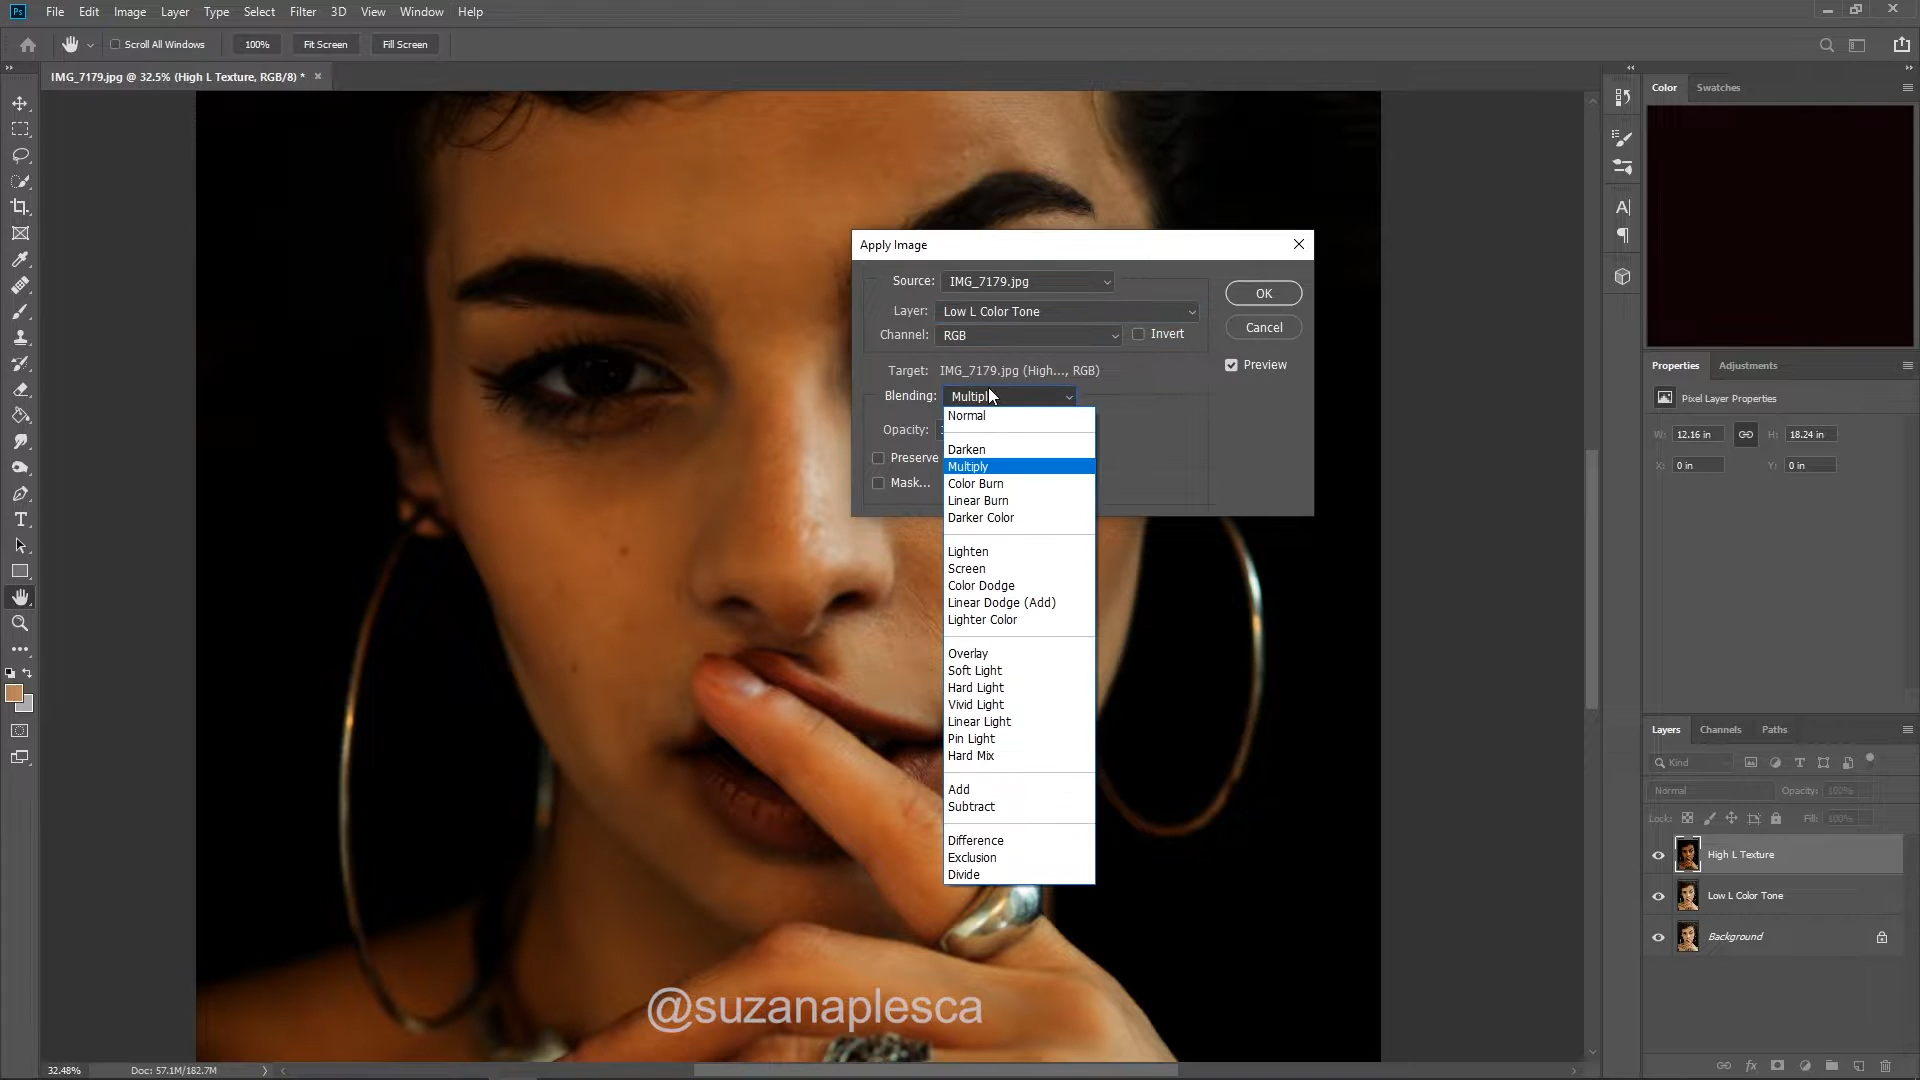 Ps File Edit Image Layer Type Select Filter 3D View Window Help
Scroll All Windows 100% Fit Screen Fill Screen
IMG_7179.jpg @ 32.5% (High L Texture, RGB/8) *
Apply Image
Source: IMG_7179.jpg
Layer: Low L Color Tone
Channel: RGB Invert
Target: IMG_7179.jpg (High..., RGB)
Blending: Multiply
Opacity:
Preserve
Mask...
OK
Cancel
Preview
Normal
Darken
Multiply
Color Burn
Linear Burn
Darker Color
Lighten
Screen
Color Dodge
Linear Dodge (Add)
Lighter Color
Overlay
Soft Light
Hard Light
Vivid Light
Linear Light
Pin Light
Hard Mix
Add
Subtract
Difference
Exclusion
Divide
@suzanaplesca
Color Swatches
Properties Adjustments
Pixel Layer Properties
W: 12.16 in H: 18.24 in
X: 0 in Y: 0 in
Layers Channels Paths
Kind
Normal Opacity: 100%
Lock: Fill: 100%
High L Texture
Low L Color Tone
Background
32.48% Doc: 57.1M/182.7M